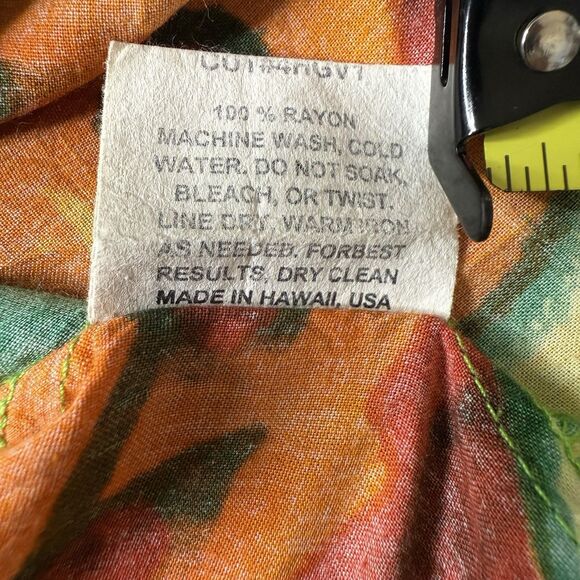 100 % RAYON
MACHINE WASH, COLD
WATER. DO NOT SOAK,
BLEACH, OR TWIST.
LINE DRY, WARM IRON
AS NEEDED. FORBEST
RESULTS. DRY CLEAN
MADE IN HAWAII, USA